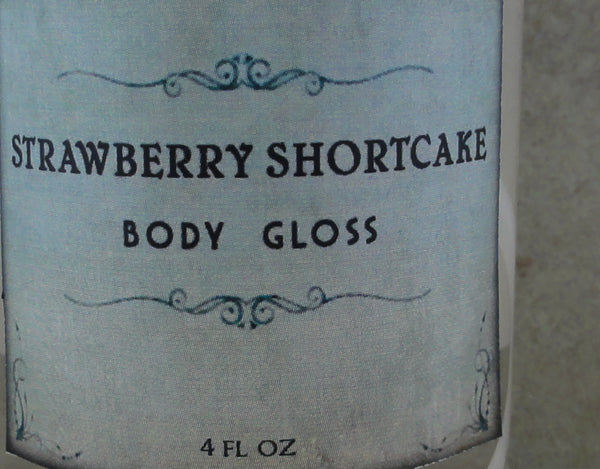 STRAWBERRY SHORTCAKE
BODY GLOSS
4 FL OZ